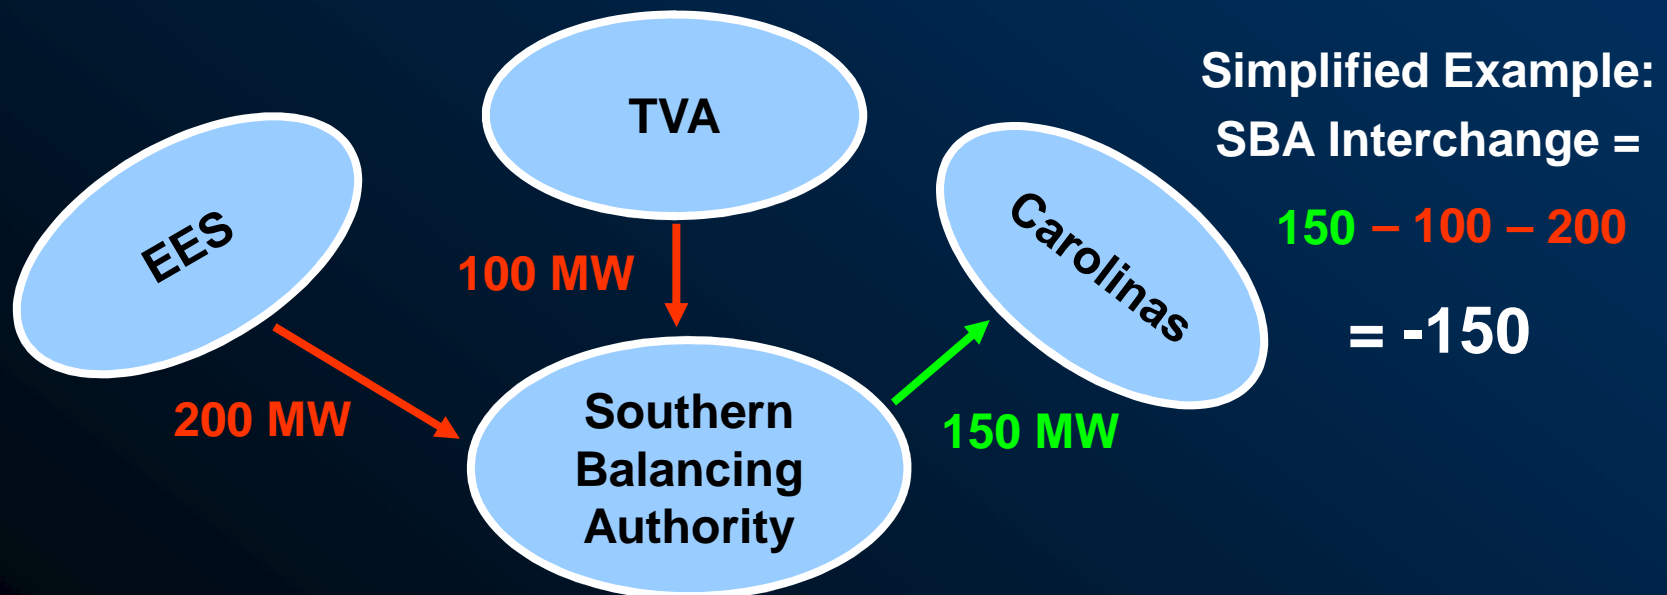 TVA
EES
100 MW
200 MW
Southern
Balancing
Authority
Carolinas
150 MW
Simplified Example:
SBA Interchange =
150 – 100 – 200
= -150